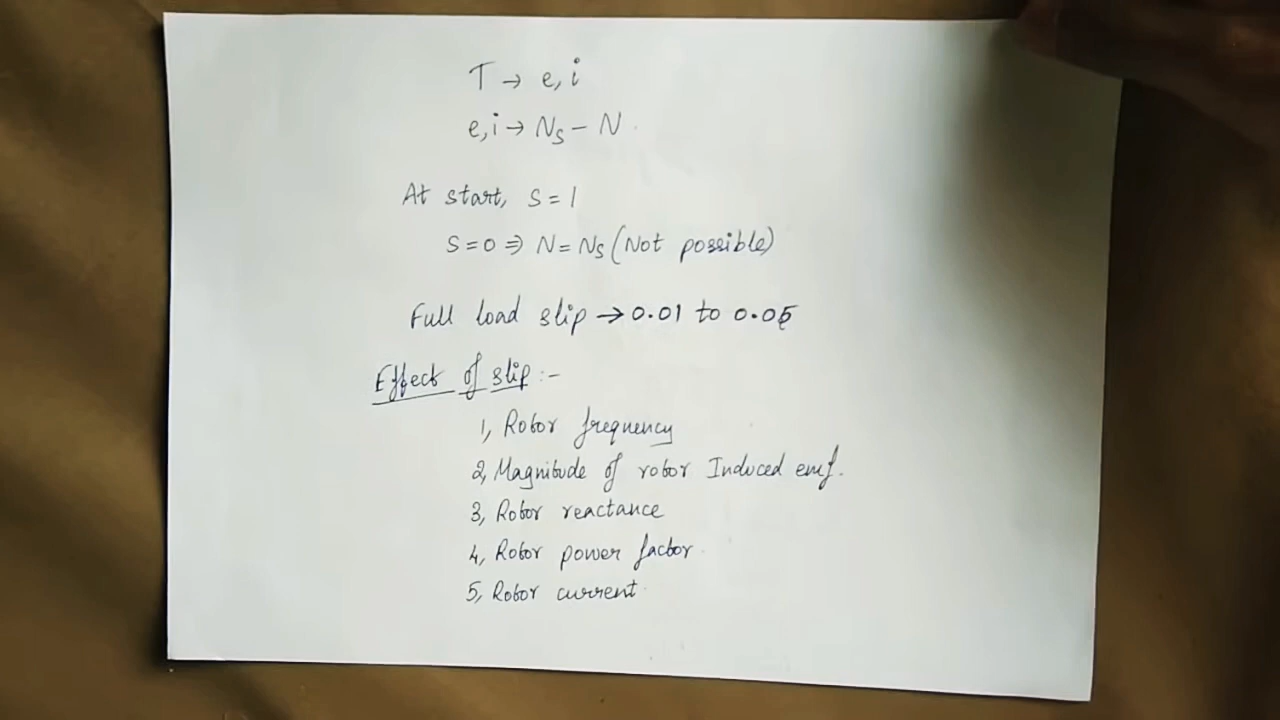 T → e, i
e, i → Ns − N
At start, S = 1
S = 0 ⇒ N = Ns (Not possible)
Full load slip → 0.01 to 0.05
Effect of slip :-
1, Rotor frequency
2, Magnitude of rotor Induced emf.
3, Rotor reactance
4, Rotor power factor
5, Rotor current